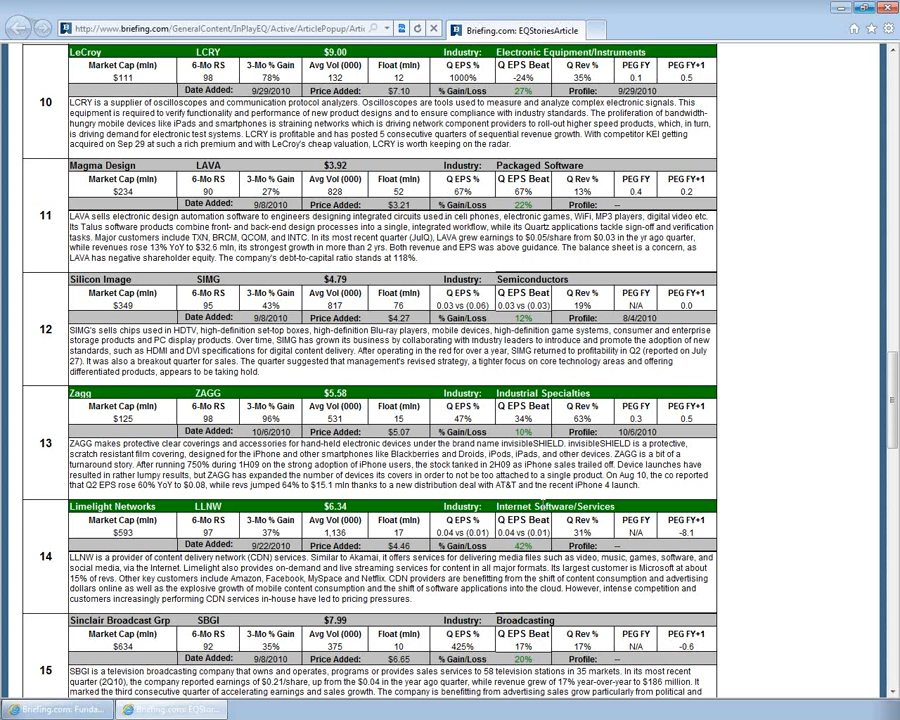 http://www.briefing.com/GeneralContent/InPlayEQ/Active/ArticlePopup/Arti
Briefing.com: EQStoriesArticle
LeCroy LCRY $9.00 Industry: Electronic Equipment/Instruments
Market Cap (mln) 6-Mo RS 3-Mo % Gain Avg Vol (000) Float (mln) Q EPS % Q EPS Beat Q Rev % PEG FY PEG FY+1
$111 98 78% 132 12 1000% -24% 35% 0.1 0.5
Date Added: 9/29/2010 Price Added: $7.10 % Gain/Loss 27% Profile: 9/29/2010
10
LCRY is a supplier of oscilloscopes and communication protocol analyzers. Oscilloscopes are tools used to measure and analyze complex electronic signals. This
equipment is required to verify functionality and performance of new product designs and to ensure compliance with industry standards. The proliferation of bandwidth-
hungry mobile devices like iPads and smartphones is straining networks which is driving network component providers to roll-out higher speed products, which, in turn,
is driving demand for electronic test systems. LCRY is profitable and has posted 5 consecutive quarters of sequential revenue growth. With competitor KEI getting
acquired on Sep 29 at such a rich premium and with LeCroy's cheap valuation, LCRY is worth keeping on the radar.
Magma Design LAVA $3.92 Industry: Packaged Software
Market Cap (mln) 6-Mo RS 3-Mo % Gain Avg Vol (000) Float (mln) Q EPS % Q EPS Beat Q Rev % PEG FY PEG FY+1
$234 90 27% 828 52 67% 67% 13% 0.4 0.2
Date Added: 9/8/2010 Price Added: $3.21 % Gain/Loss 22% Profile: --
11
LAVA sells electronic design automation software to engineers designing integrated circuits used in cell phones, electronic games, WiFi, MP3 players, digital video etc.
Its Talus software products combine front- and back-end design processes into a single, integrated workflow, while its Quartz applications tackle sign-off and verification
tasks. Major customers include TXN, BRCM, QCOM, and INTC. In its most recent quarter (JulQ), LAVA grew earnings to $0.05/share from $0.03 in the yr ago quarter,
while revenues rose 13% YoY to $32.6 mln, its strongest growth in more than 2 yrs. Both revenue and EPS was above guidance. The balance sheet is a concern, as
LAVA has negative shareholder equity. The company's debt-to-capital ratio stands at 118%.
Silicon Image SIMG $4.79 Industry: Semiconductors
Market Cap (mln) 6-Mo RS 3-Mo % Gain Avg Vol (000) Float (mln) Q EPS % Q EPS Beat Q Rev % PEG FY PEG FY+1
$349 95 43% 817 76 0.03 vs (0.06) 0.03 vs (0.03) 19% N/A 0.0
Date Added: 9/8/2010 Price Added: $4.27 % Gain/Loss 12% Profile: 8/4/2010
12
SIMG's sells chips used in HDTV, high-definition set-top boxes, high-definition Blu-ray players, mobile devices, high-definition game systems, consumer and enterprise
storage products and PC display products. Over time, SIMG has grown its business by collaborating with industry leaders to introduce and promote the adoption of new
standards, such as HDMI and DVI specifications for digital content delivery. After operating in the red for over a year, SIMG returned to profitability in Q2 (reported on July
27). It was also a breakout quarter for sales. The quarter suggested that management's revised strategy, a tighter focus on core technology areas and offering
differentiated products, appears to be taking hold.
Zagg ZAGG $5.58 Industry: Industrial Specialties
Market Cap (mln) 6-Mo RS 3-Mo % Gain Avg Vol (000) Float (mln) Q EPS % Q EPS Beat Q Rev % PEG FY PEG FY+1
$125 98 96% 531 15 47% 34% 63% 0.3 0.5
Date Added: 10/6/2010 Price Added: $5.07 % Gain/Loss 10% Profile: 10/6/2010
13
ZAGG makes protective clear coverings and accessories for hand-held electronic devices under the brand name invisibleSHIELD. invisibleSHIELD is a protective,
scratch resistant film covering, designed for the iPhone and other smartphones like Blackberries and Droids, iPods, iPads, and other devices. ZAGG is a bit of a
turnaround story. After running 750% during 1H09 on the strong adoption of iPhone users, the stock tanked in 2H09 as iPhone sales trailed off. Device launches have
resulted in rather lumpy results, but ZAGG has expanded the number of devices its covers in order to not be too attached to a single product. On Aug 10, the co reported
that Q2 EPS rose 60% YoY to $0.08, while revs jumped 64% to $15.1 mln thanks to a new distribution deal with AT&T and the recent iPhone 4 launch.
Limelight Networks LLNW $6.34 Industry: Internet Software/Services
Market Cap (mln) 6-Mo RS 3-Mo % Gain Avg Vol (000) Float (mln) Q EPS % Q EPS Beat Q Rev % PEG FY PEG FY+1
$593 97 37% 1,136 17 0.04 vs (0.01) 0.04 vs (0.01) 31% N/A -8.1
Date Added: 9/22/2010 Price Added: $4.46 % Gain/Loss 42% Profile: --
14
LLNW is a provider of content delivery network (CDN) services. Similar to Akamai, it offers services for delivering media files such as video, music, games, software, and
social media, via the Internet. Limelight also provides on-demand and live streaming services for content in all major formats. Its largest customer is Microsoft at about
15% of revs. Other key customers include Amazon, Facebook, MySpace and Netflix. CDN providers are benefitting from the shift of content consumption and advertising
dollars online as well as the explosive growth of mobile content consumption and the shift of software applications into the cloud. However, intense competition and
customers increasingly performing CDN services in-house have led to pricing pressures.
Sinclair Broadcast Grp SBGI $7.99 Industry: Broadcasting
Market Cap (mln) 6-Mo RS 3-Mo % Gain Avg Vol (000) Float (mln) Q EPS % Q EPS Beat Q Rev % PEG FY PEG FY+1
$634 92 35% 375 10 425% 17% 17% N/A -0.6
Date Added: 9/8/2010 Price Added: $6.65 % Gain/Loss 20% Profile: --
15
SBGI is a television broadcasting company that owns and operates, programs or provides sales services to 58 television stations in 35 markets. In its most recent
quarter (2Q10), the company reported earnings of $0.21/share, up from the $0.04 in the year ago quarter, while revenue grew of 17% year-over-year to $186 million. It
marked the third consecutive quarter of accelerating earnings and sales growth. The company is benefitting from advertising sales grow particularly from political and
Briefing.com: Funda...
Briefing.com: EQStor...